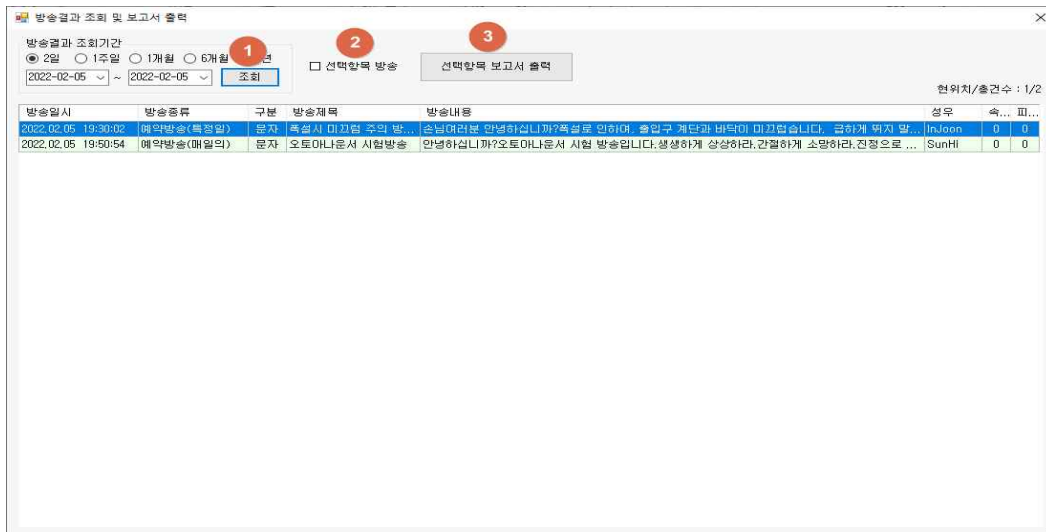 방송결과 조회 및 보고서 출력
방송결과 조회기간
2일 1주일 1개월 6개월 년
1
2
3
선택항목 방송
선택항목 보고서 출력
2022-02-05 ~ 2022-02-05 조회
현위치/총건수 : 1/2
방송일시 방송종류 구분 방송제목 방송내용 성우 속... 피...
2022.02.05 19:30:02 예약방송(특정일) 문자 폭설시 미끄럼 주의 방... 손님여러분 안녕하십니까?폭설로 인하여, 출입구 계단과 바닥이 미끄럽습니다, 급하게 뛰지 말... InJoon 0 0
2022.02.05 19:50:54 예약방송(매일의) 문자 오토아나운서 시험방송 안녕하십니까?오토아나운서 시험 방송입니다.생생하게 상상하라,간절하게 소망하라,진정으로 ... SunHi 0 0